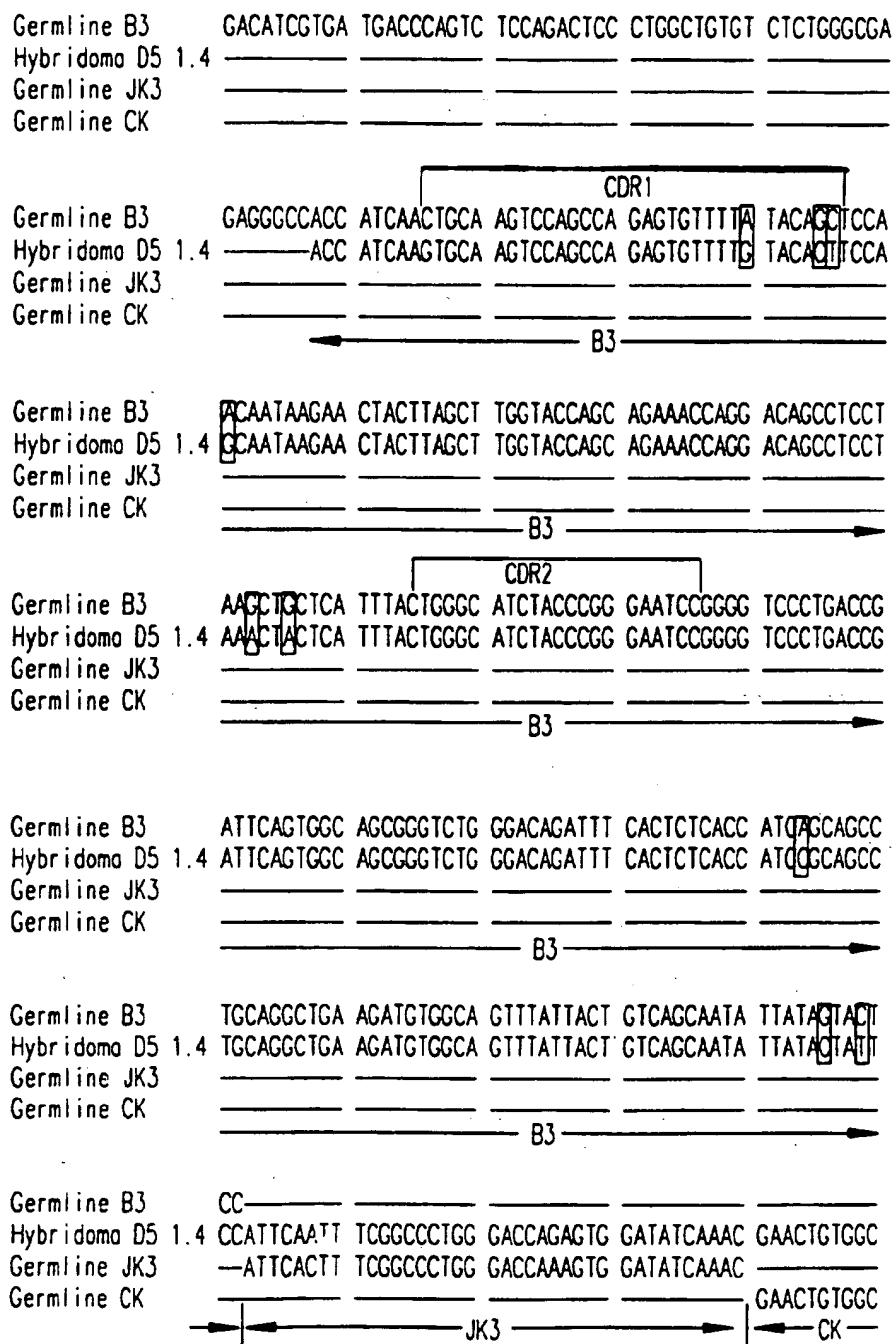 Germline B3 GACATCGTGA TGACCCAGTC TCCAGACTCC CTGGCTGTGT CTCTGGGCGA
Hybridoma D5 1.4
Germline JK3
Germline CK
CDR1
Germline B3 GAGGGCCACC ATCAACTGCA AGTCCAGCCA GAGTGTTTTA TACAGCTCCA
Hybridoma D5 1.4 ACC ATCAAGTGCA AGTCCAGCCA GAGTGTTTTG TACACTTCCA
Germline JK3
Germline CK
B3
Germline B3 ACAATAAGAA CTACTTAGCT TGGTACCAGC AGAAACCAGG ACAGCCTCCT
Hybridoma D5 1.4 GCAATAAGAA CTACTTAGCT TGGTACCAGC AGAAACCAGG ACAGCCTCCT
Germline JK3
Germline CK
B3
CDR2
Germline B3 AAGCTGCTCA TTTACTGGGC ATCTACCCGG GAATCCGGGG TCCCTGACCG
Hybridoma D5 1.4 AAACTACTCA TTTACTGGGC ATCTACCCGG GAATCCGGGG TCCCTGACCG
Germline JK3
Germline CK
B3
Germline B3 ATTCAGTGGC AGCGGGTCTG GGACAGATTT CACTCTCACC ATCAGCAGCC
Hybridoma D5 1.4 ATTCAGTGGC AGCGGGTCTG GGACAGATTT CACTCTCACC ATCCGCAGCC
Germline JK3
Germline CK
B3
Germline B3 TGCAGGCTGA AGATGTGGCA GTTTATTACT GTCAGCAATA TTATAGTACT
Hybridoma D5 1.4 TGCAGGCTGA AGATGTGGCA GTTTATTACT GTCAGCAATA TTATACTATT
Germline JK3
Germline CK
B3
Germline B3 CC
Hybridoma D5 1.4 CCATTCAATT TCGGCCCTGG GACCAGAGTG GATATCAAAC GAACTGTGGC
Germline JK3 ATTCACTT TCGGCCCTGG GACCAAAGTG GATATCAAAC
Germline CK GAACTGTGGC
JK3 CK